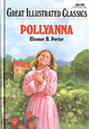 GREAT ILLUSTRATED CLASSICS
POLLYANNA
Eleanor H. Porter